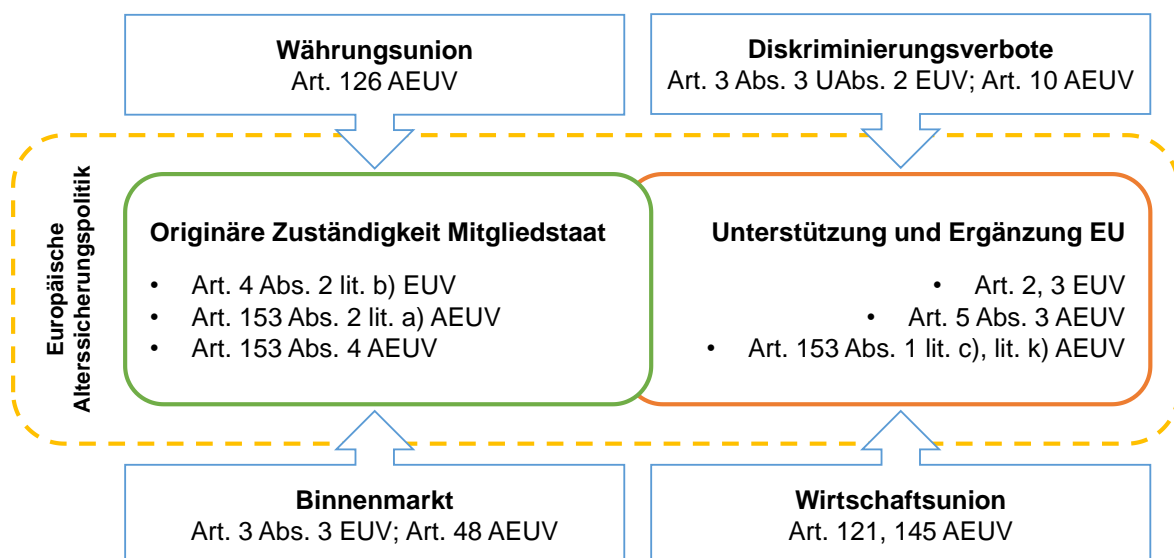 Währungsunion
Art. 126 AEUV
Diskriminierungsverbote
Art. 3 Abs. 3 UAbs. 2 EUV; Art. 10 AEUV
Europäische
Alterssicherungspolitik
Originäre Zuständigkeit Mitgliedstaat
• Art. 4 Abs. 2 lit. b) EUV
• Art. 153 Abs. 2 lit. a) AEUV
• Art. 153 Abs. 4 AEUV
Unterstützung und Ergänzung EU
• Art. 2, 3 EUV
• Art. 5 Abs. 3 AEUV
• Art. 153 Abs. 1 lit. c), lit. k) AEUV
Binnenmarkt
Art. 3 Abs. 3 EUV; Art. 48 AEUV
Wirtschaftsunion
Art. 121, 145 AEUV